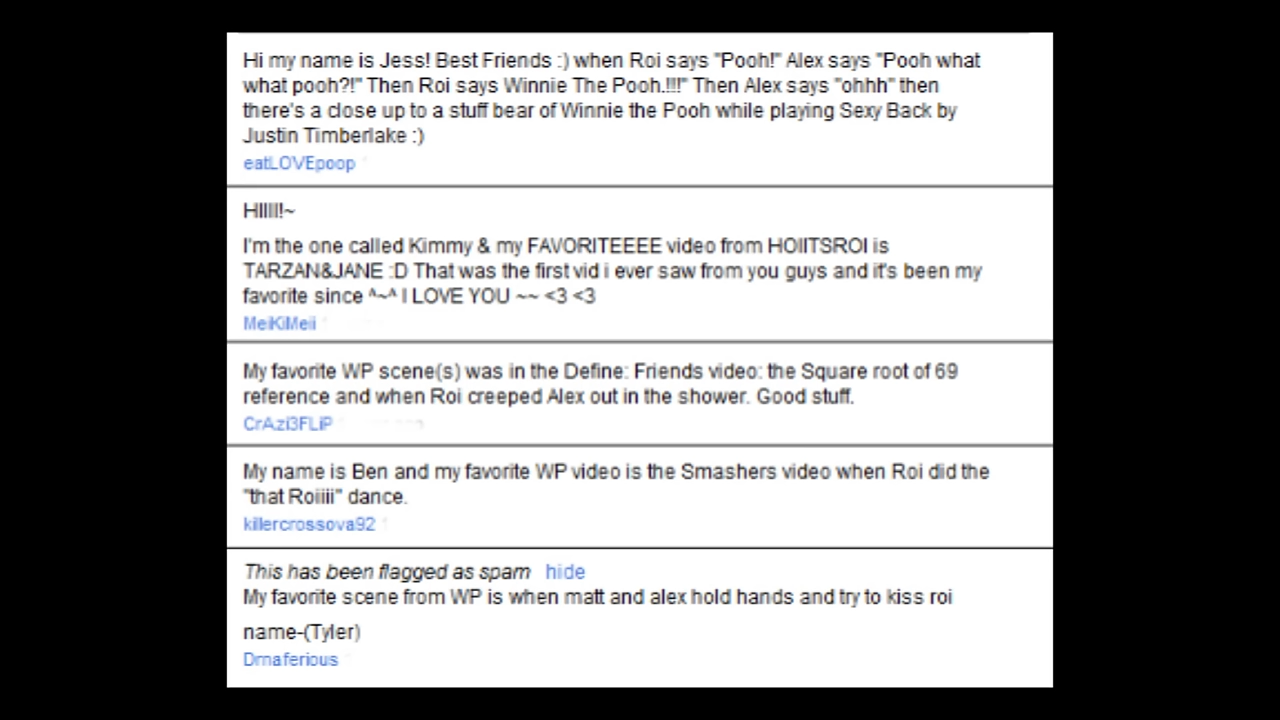 Hi my name is Jess! Best Friends :) when Roi says "Pooh!" Alex says "Pooh what
what pooh?!" Then Roi says Winnie The Pooh.!!!" Then Alex says "ohhh" then
there's a close up to a stuff bear of Winnie the Pooh while playing Sexy Back by
Justin Timberlake :)
eatLOVEpoop
HIIIII!~
I'm the one called Kimmy & my FAVORITEEEE video from HOIITSROI is
TARZAN&JANE :D That was the first vid i ever saw from you guys and it's been my
favorite since ^~^ I LOVE YOU ~~ <3 <3
MeiKiMeii
My favorite WP scene(s) was in the Define: Friends video: the Square root of 69
reference and when Roi creeped Alex out in the shower. Good stuff.
CrAzi3FLiP
My name is Ben and my favorite WP video is the Smashers video when Roi did the
"that Roiiii" dance.
killercrossova92
This has been flagged as spam hide
My favorite scene from WP is when matt and alex hold hands and try to kiss roi
name-(Tyler)
Drnaferious